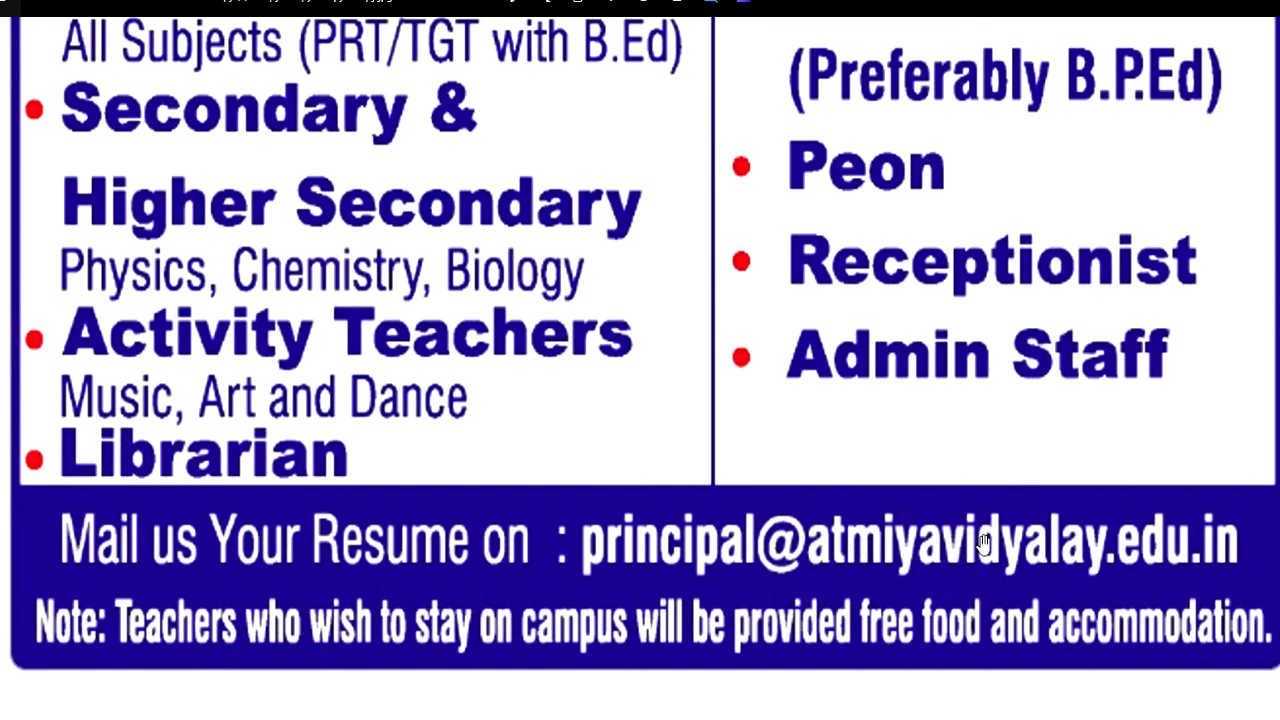 All Subjects (PRT/TGT with B.Ed)
• Secondary &
Higher Secondary
Physics, Chemistry, Biology
• Activity Teachers
Music, Art and Dance
• Librarian
(Preferably B.P.Ed)
• Peon
• Receptionist
• Admin Staff
Mail us Your Resume on : principal@atmiyavidyalay.edu.in
Note: Teachers who wish to stay on campus will be provided free food and accommodation.